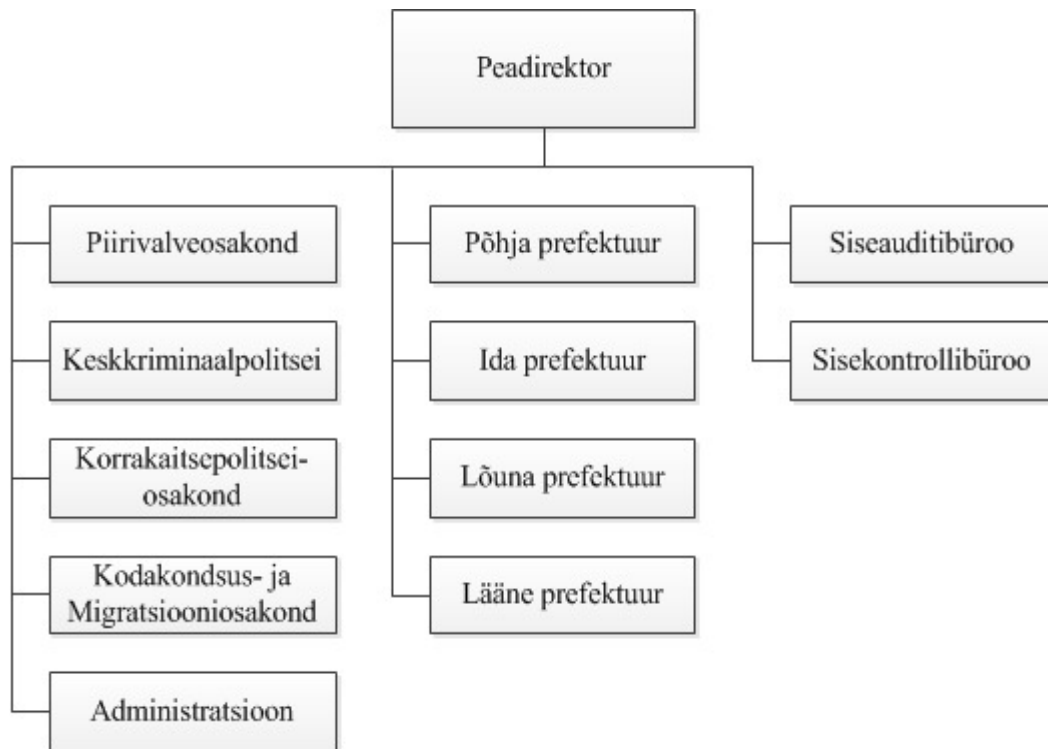 Peadirektor
Piirivalveosakond
Keskkriminaalpolitsei
Korrakaitsepolitsei-
osakond
Kodakondsus- ja
Migratsiooniosakond
Administratsioon
Põhja prefektuur
Ida prefektuur
Lõuna prefektuur
Lääne prefektuur
Siseauditibüroo
Sisekontrollibüroo